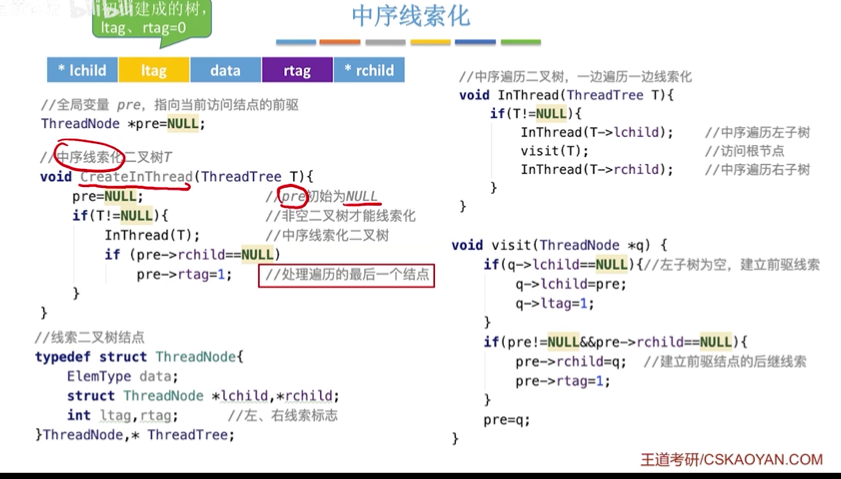 建成的树，
ltag、rtag=0
中序线索化
* lchild ltag data rtag * rchild
//全局变量 pre，指向当前访问结点的前驱
ThreadNode *pre=NULL;
//中序线索化二叉树T
void CreateInThread(ThreadTree T){
pre=NULL; //pre初始为NULL
if(T!=NULL){ //非空二叉树才能线索化
InThread(T); //中序线索化二叉树
if (pre->rchild==NULL)
pre->rtag=1; //处理遍历的最后一个结点
}
}
//线索二叉树结点
typedef struct ThreadNode{
ElemType data;
struct ThreadNode *lchild,*rchild;
int ltag,rtag; //左、右线索标志
}ThreadNode,* ThreadTree;
//中序遍历二叉树，一边遍历一边线索化
void InThread(ThreadTree T){
if(T!=NULL){
InThread(T->lchild); //中序遍历左子树
visit(T); //访问根节点
InThread(T->rchild); //中序遍历右子树
}
}
void visit(ThreadNode *q) {
if(q->lchild==NULL){//左子树为空，建立前驱线索
q->lchild=pre;
q->ltag=1;
}
if(pre!=NULL&&pre->rchild==NULL){
pre->rchild=q; //建立前驱结点的后继线索
pre->rtag=1;
}
pre=q;
}
王道考研/CSKAOYAN.COM